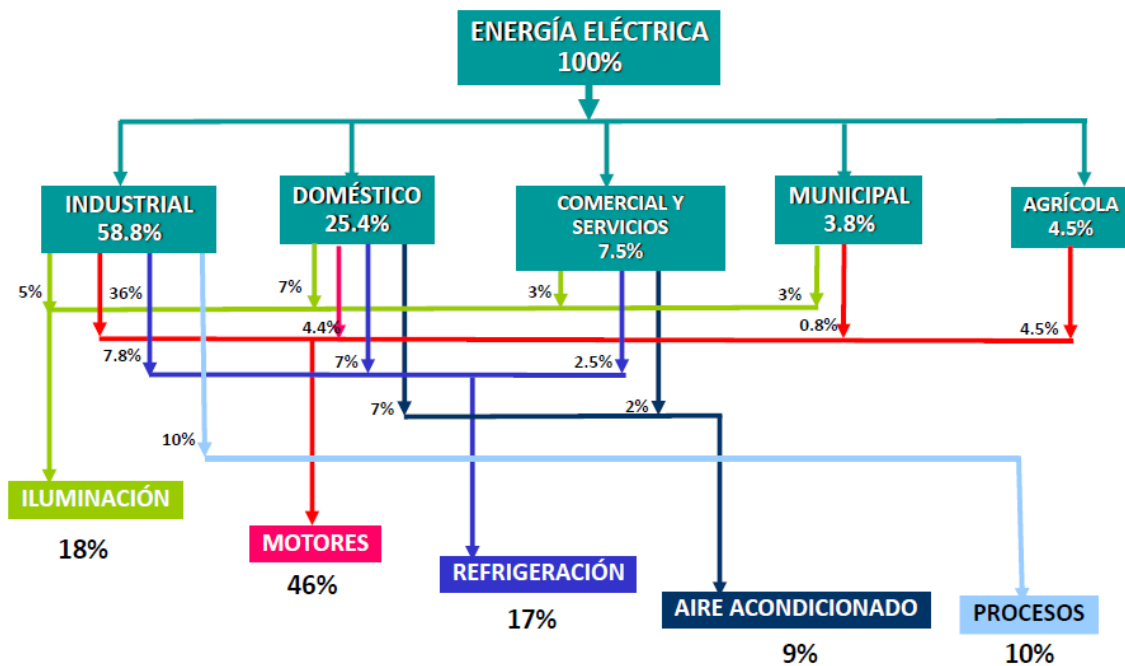 ENERGÍA ELÉCTRICA
100%
INDUSTRIAL
58.8%
DOMÉSTICO
25.4%
COMERCIAL Y
SERVICIOS
7.5%
MUNICIPAL
3.8%
AGRÍCOLA
4.5%
5%
36%
7%
3%
3%
4.4%
0.8%
4.5%
7.8%
7%
2.5%
7%
2%
10%
ILUMINACIÓN
18%
MOTORES
46%
REFRIGERACIÓN
17%
AIRE ACONDICIONADO
9%
PROCESOS
10%